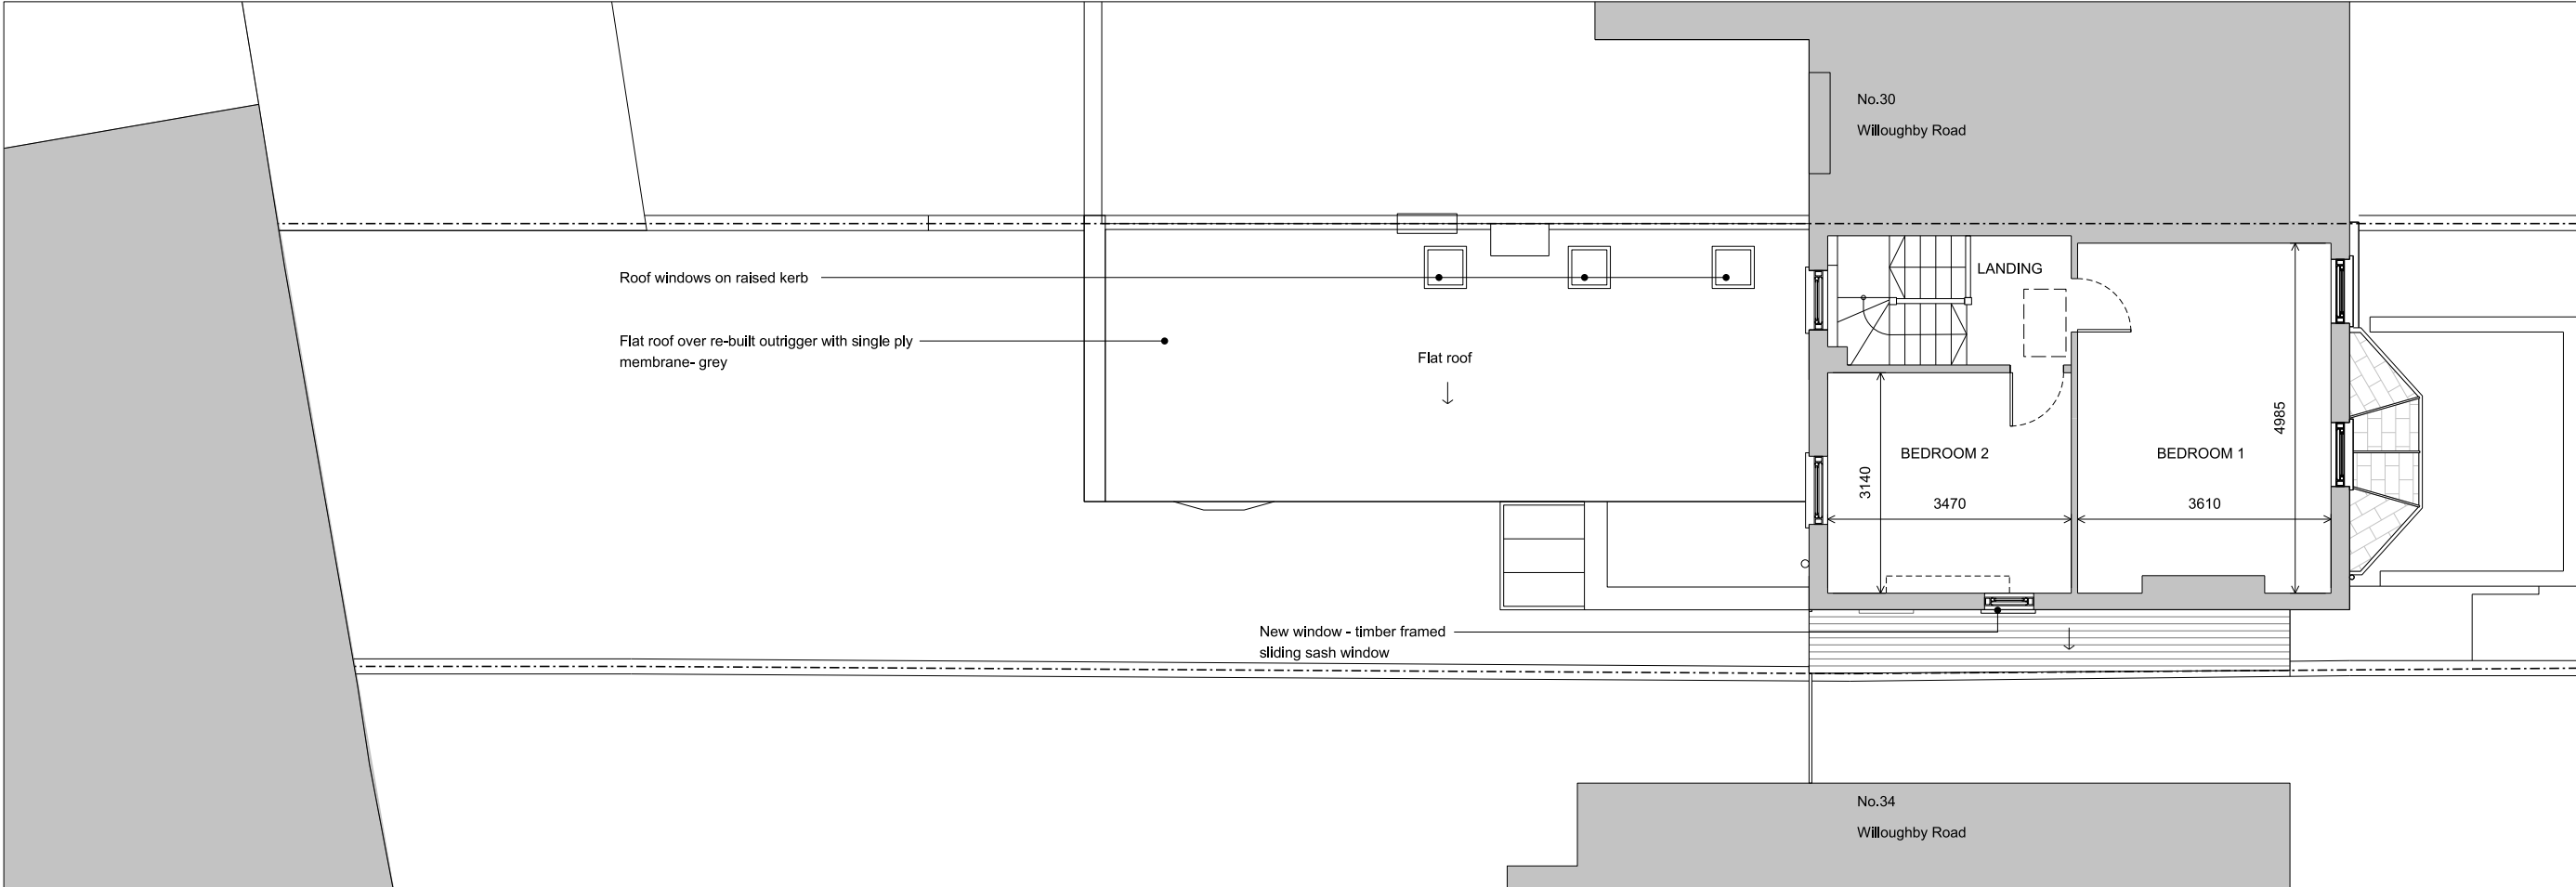 No.30
Willoughby Road
Roof windows on raised kerb
LANDING
Flat roof over re-built outrigger with single ply
membrane- grey
Flat roof
4985
BEDROOM 2
BEDROOM 1
3140
3470
3610
New window - timber framed
sliding sash window
No.34
Willoughby Road